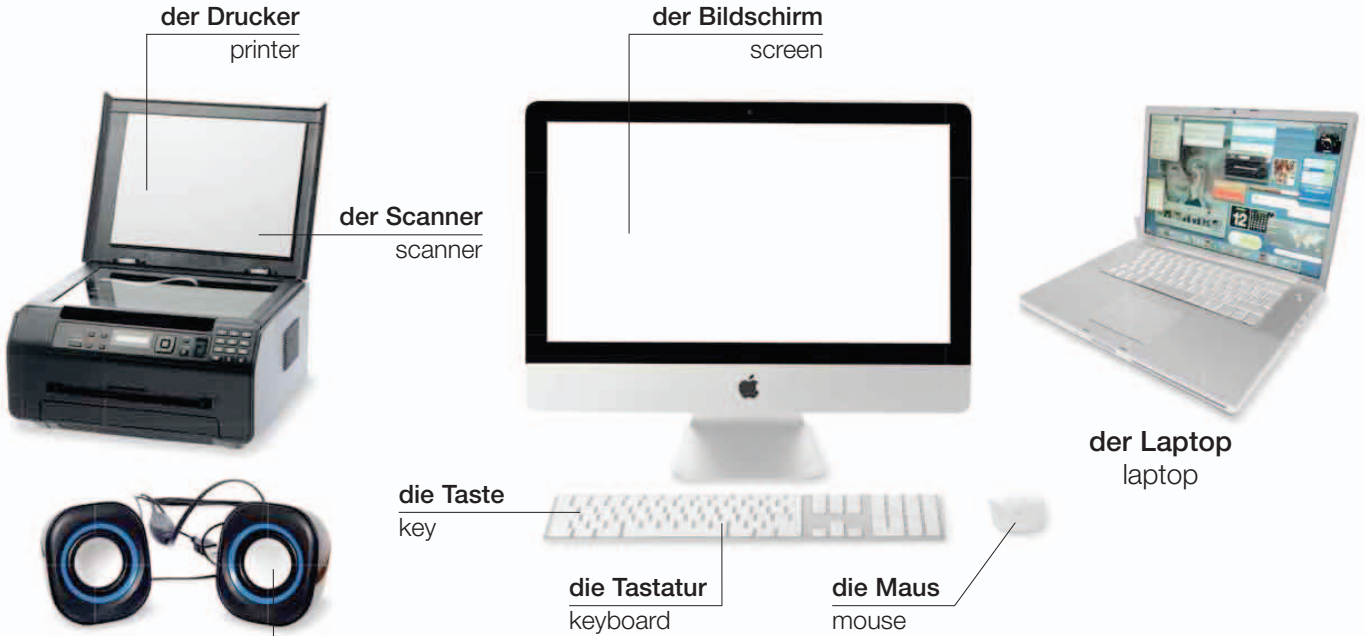 der Drucker
printer
der Bildschirm
screen
der Scanner
scanner
der Laptop
laptop
die Taste
key
die Tastatur
keyboard
die Maus
mouse